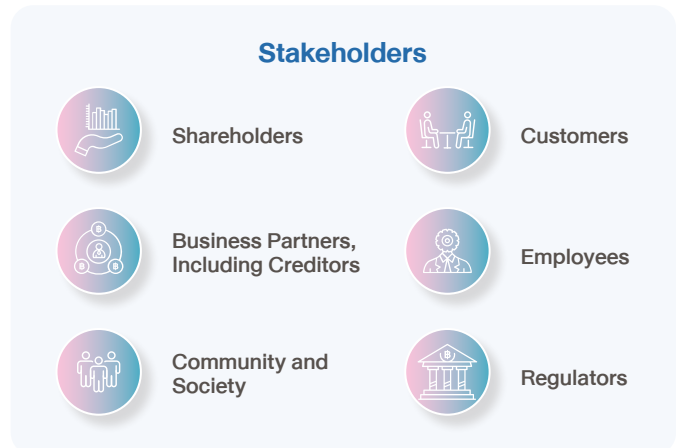 Stakeholders
Shareholders
Customers
Business Partners,
Including Creditors
Employees
Community and
Society
Regulators